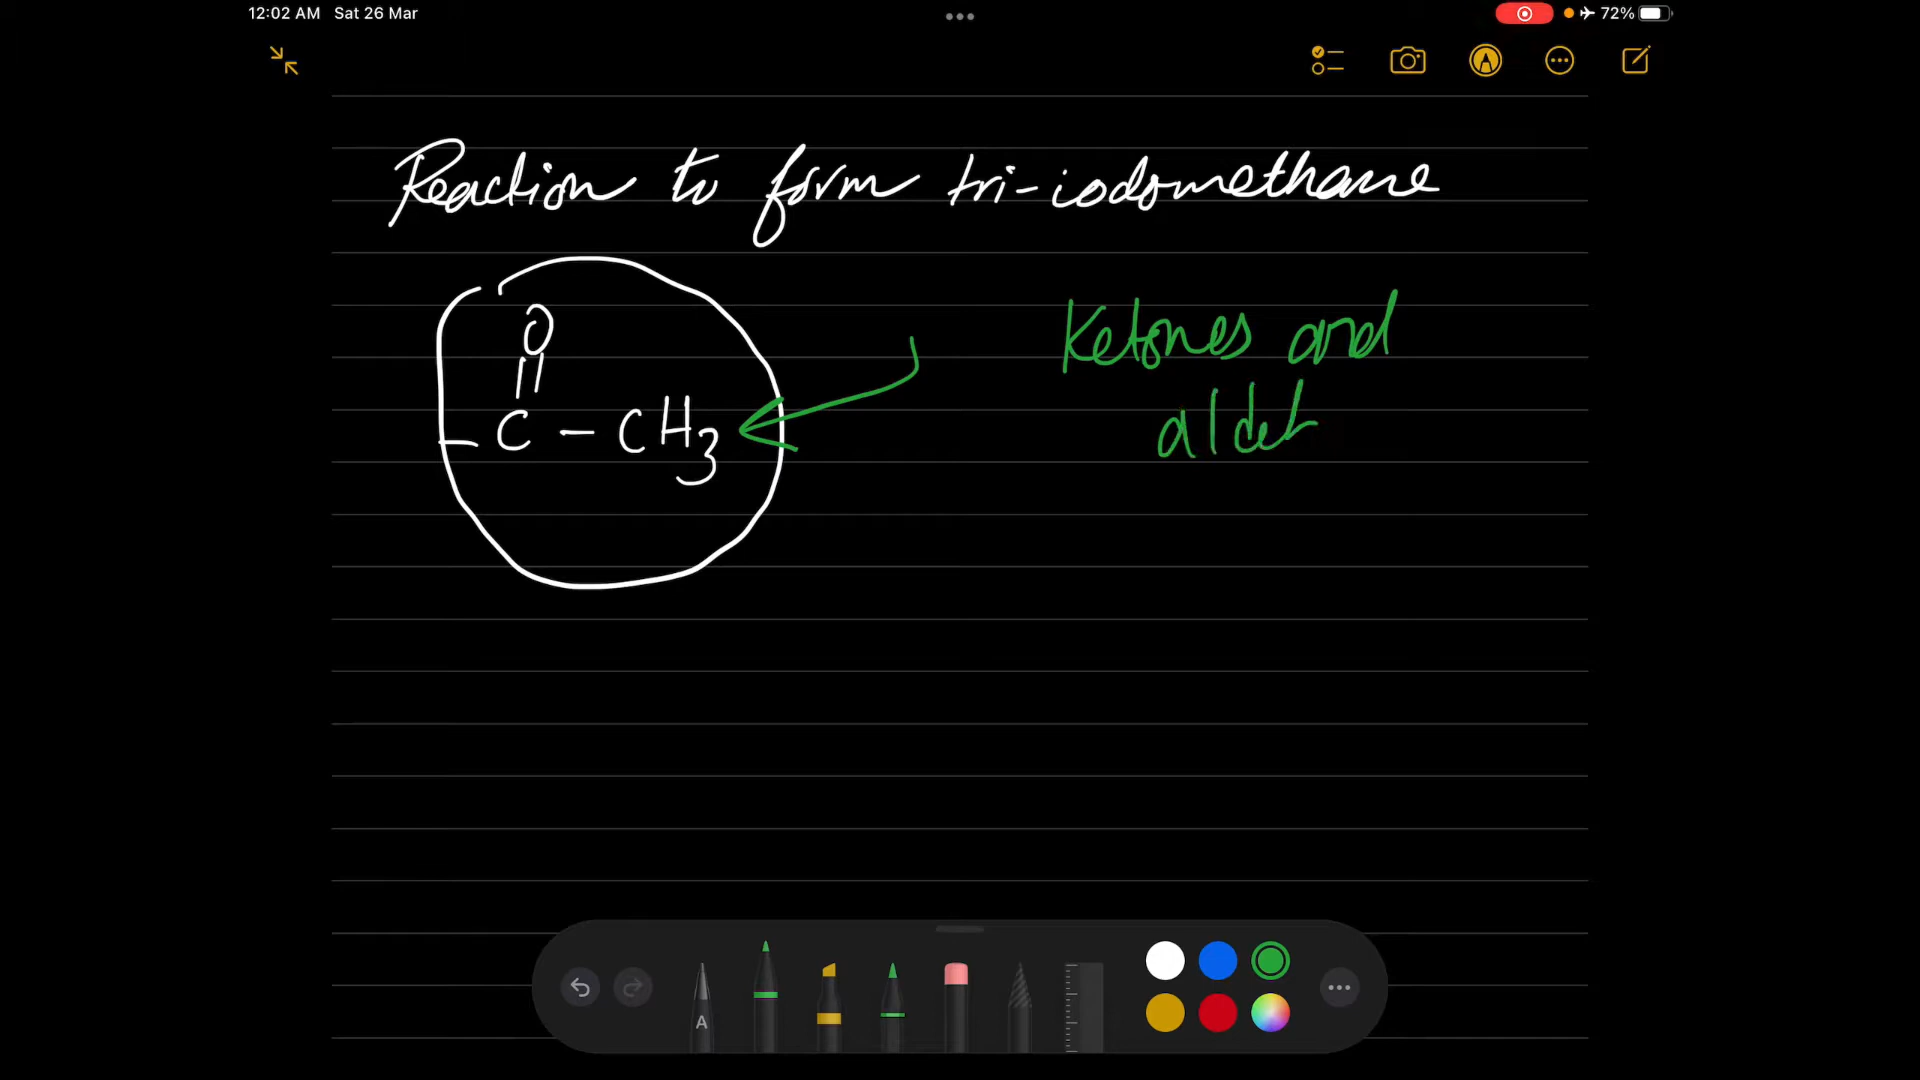 12:02 AM Sat 26 Mar
72%
Reaction to form tri-iodomethane
O
C - CH3
Ketones and
aldeh
A